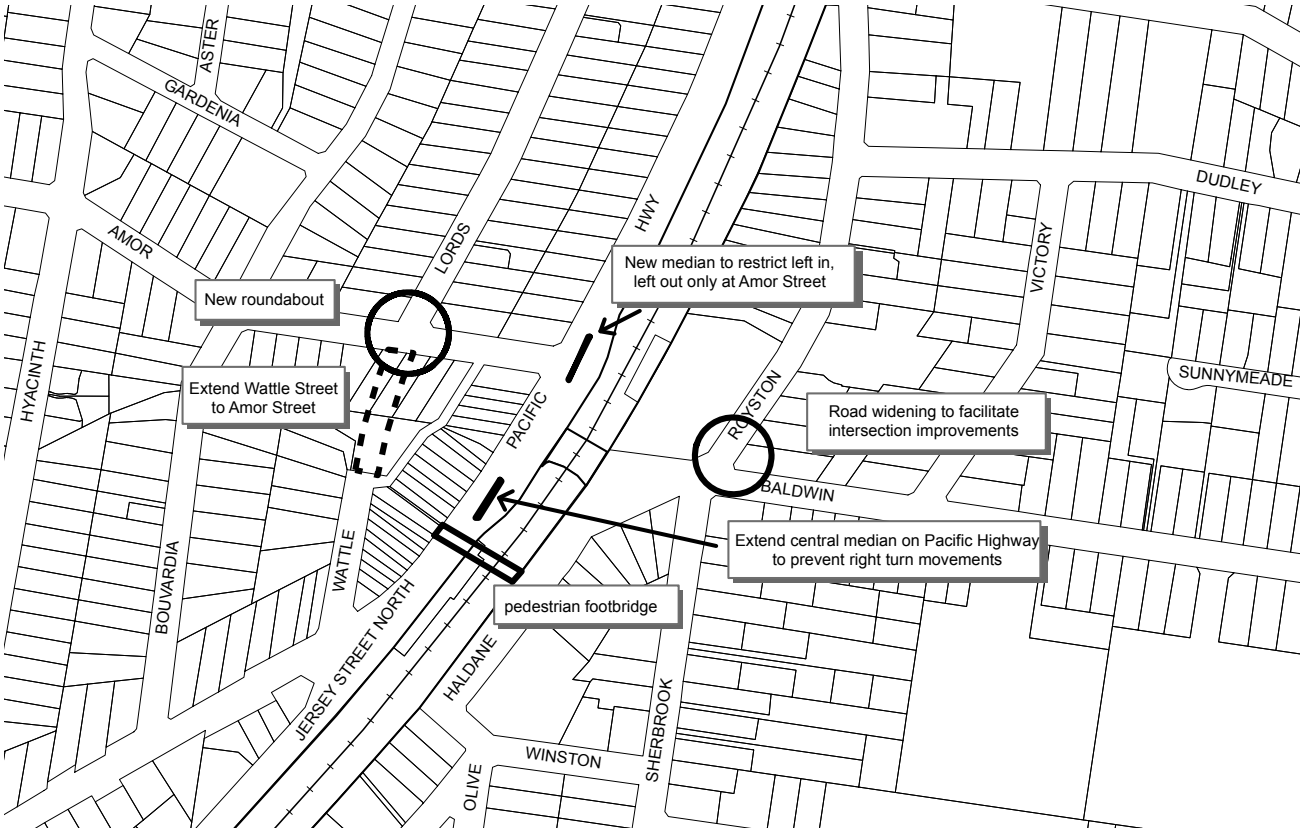 ASTER
GARDENIA
AMOR
LORDS
HWY
DUDLEY
New median to restrict left in,
left out only at Amor Street
VICTORY
New roundabout
HYACINTH
Extend Wattle Street
to Amor Street
PACIFIC
ROYSTON
SUNNYMEADE
Road widening to facilitate
intersection improvements
BALDWIN
Extend central median on Pacific Highway
to prevent right turn movements
WATTLE
BOUVARDIA
pedestrian footbridge
JERSEY STREET NORTH
HALDANE
SHERBROOK
WINSTON
OLIVE